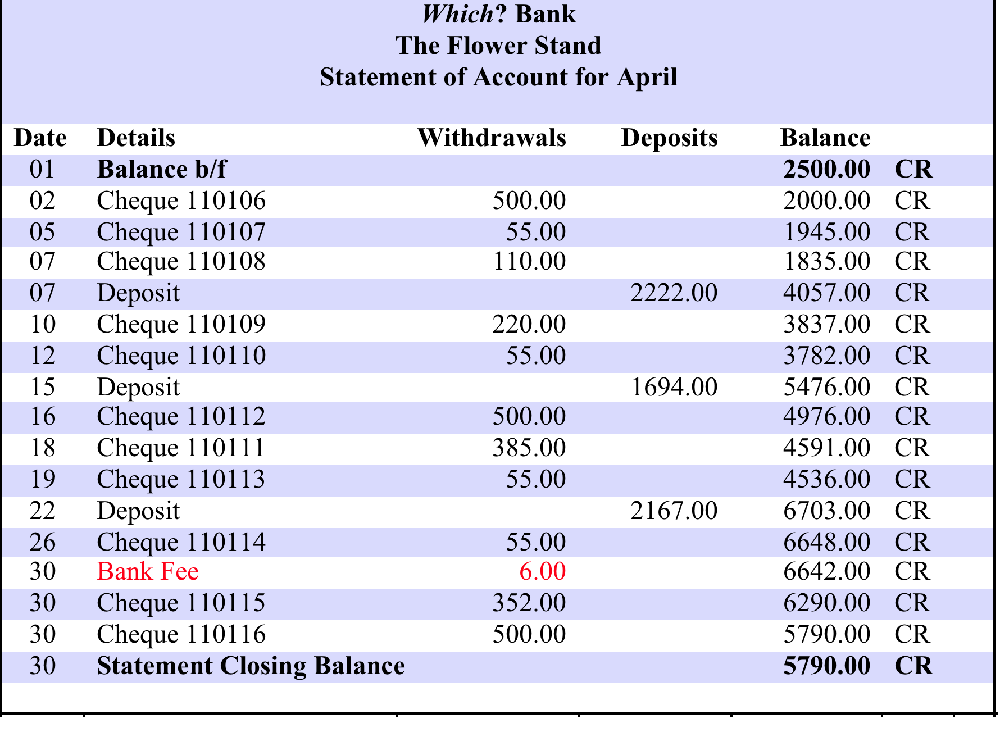 Which? Bank
The Flower Stand
Statement of Account for April
Date Details Withdrawals Deposits Balance
01 Balance b/f 2500.00 CR
02 Cheque 110106 500.00 2000.00 CR
05 Cheque 110107 55.00 1945.00 CR
07 Cheque 110108 110.00 1835.00 CR
07 Deposit 2222.00 4057.00 CR
10 Cheque 110109 220.00 3837.00 CR
12 Cheque 110110 55.00 3782.00 CR
15 Deposit 1694.00 5476.00 CR
16 Cheque 110112 500.00 4976.00 CR
18 Cheque 110111 385.00 4591.00 CR
19 Cheque 110113 55.00 4536.00 CR
22 Deposit 2167.00 6703.00 CR
26 Cheque 110114 55.00 6648.00 CR
30 Bank Fee 6.00 6642.00 CR
30 Cheque 110115 352.00 6290.00 CR
30 Cheque 110116 500.00 5790.00 CR
30 Statement Closing Balance 5790.00 CR